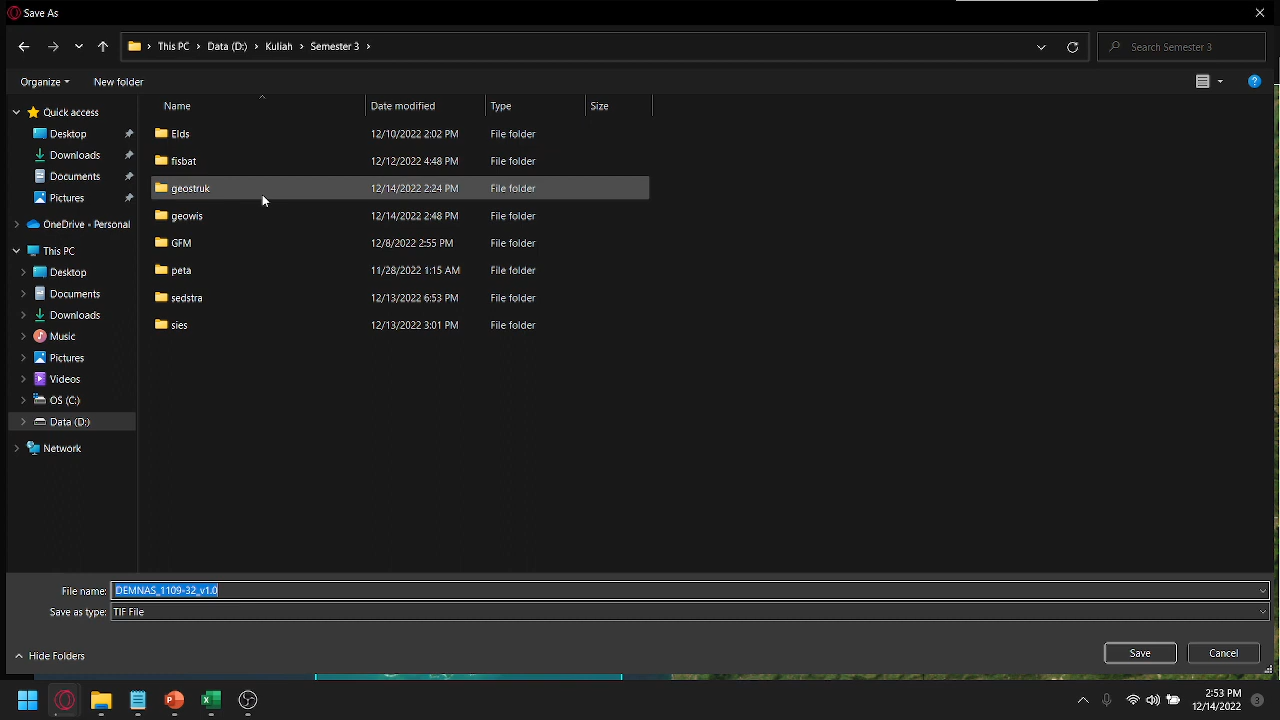 Save As
This PC > Data (D:) > Kuliah > Semester 3 >
Search Semester 3
Organize
New folder
Name
Date modified
Type
Size
Quick access
Desktop
Downloads
Documents
Pictures
OneDrive - Personal
This PC
Desktop
Documents
Downloads
Music
Pictures
Videos
OS (C:)
Data (D:)
Network
Elds 12/10/2022 2:02 PM File folder
fisbat 12/12/2022 4:48 PM File folder
geostruk 12/14/2022 2:24 PM File folder
geowis 12/14/2022 2:48 PM File folder
GFM 12/8/2022 2:55 PM File folder
peta 11/28/2022 1:15 AM File folder
sedstra 12/13/2022 6:53 PM File folder
sies 12/13/2022 3:01 PM File folder
File name: DEMNAS_1109-32_v1.0
Save as type: TIF File
Hide Folders
Save
Cancel
2:53 PM
12/14/2022
3